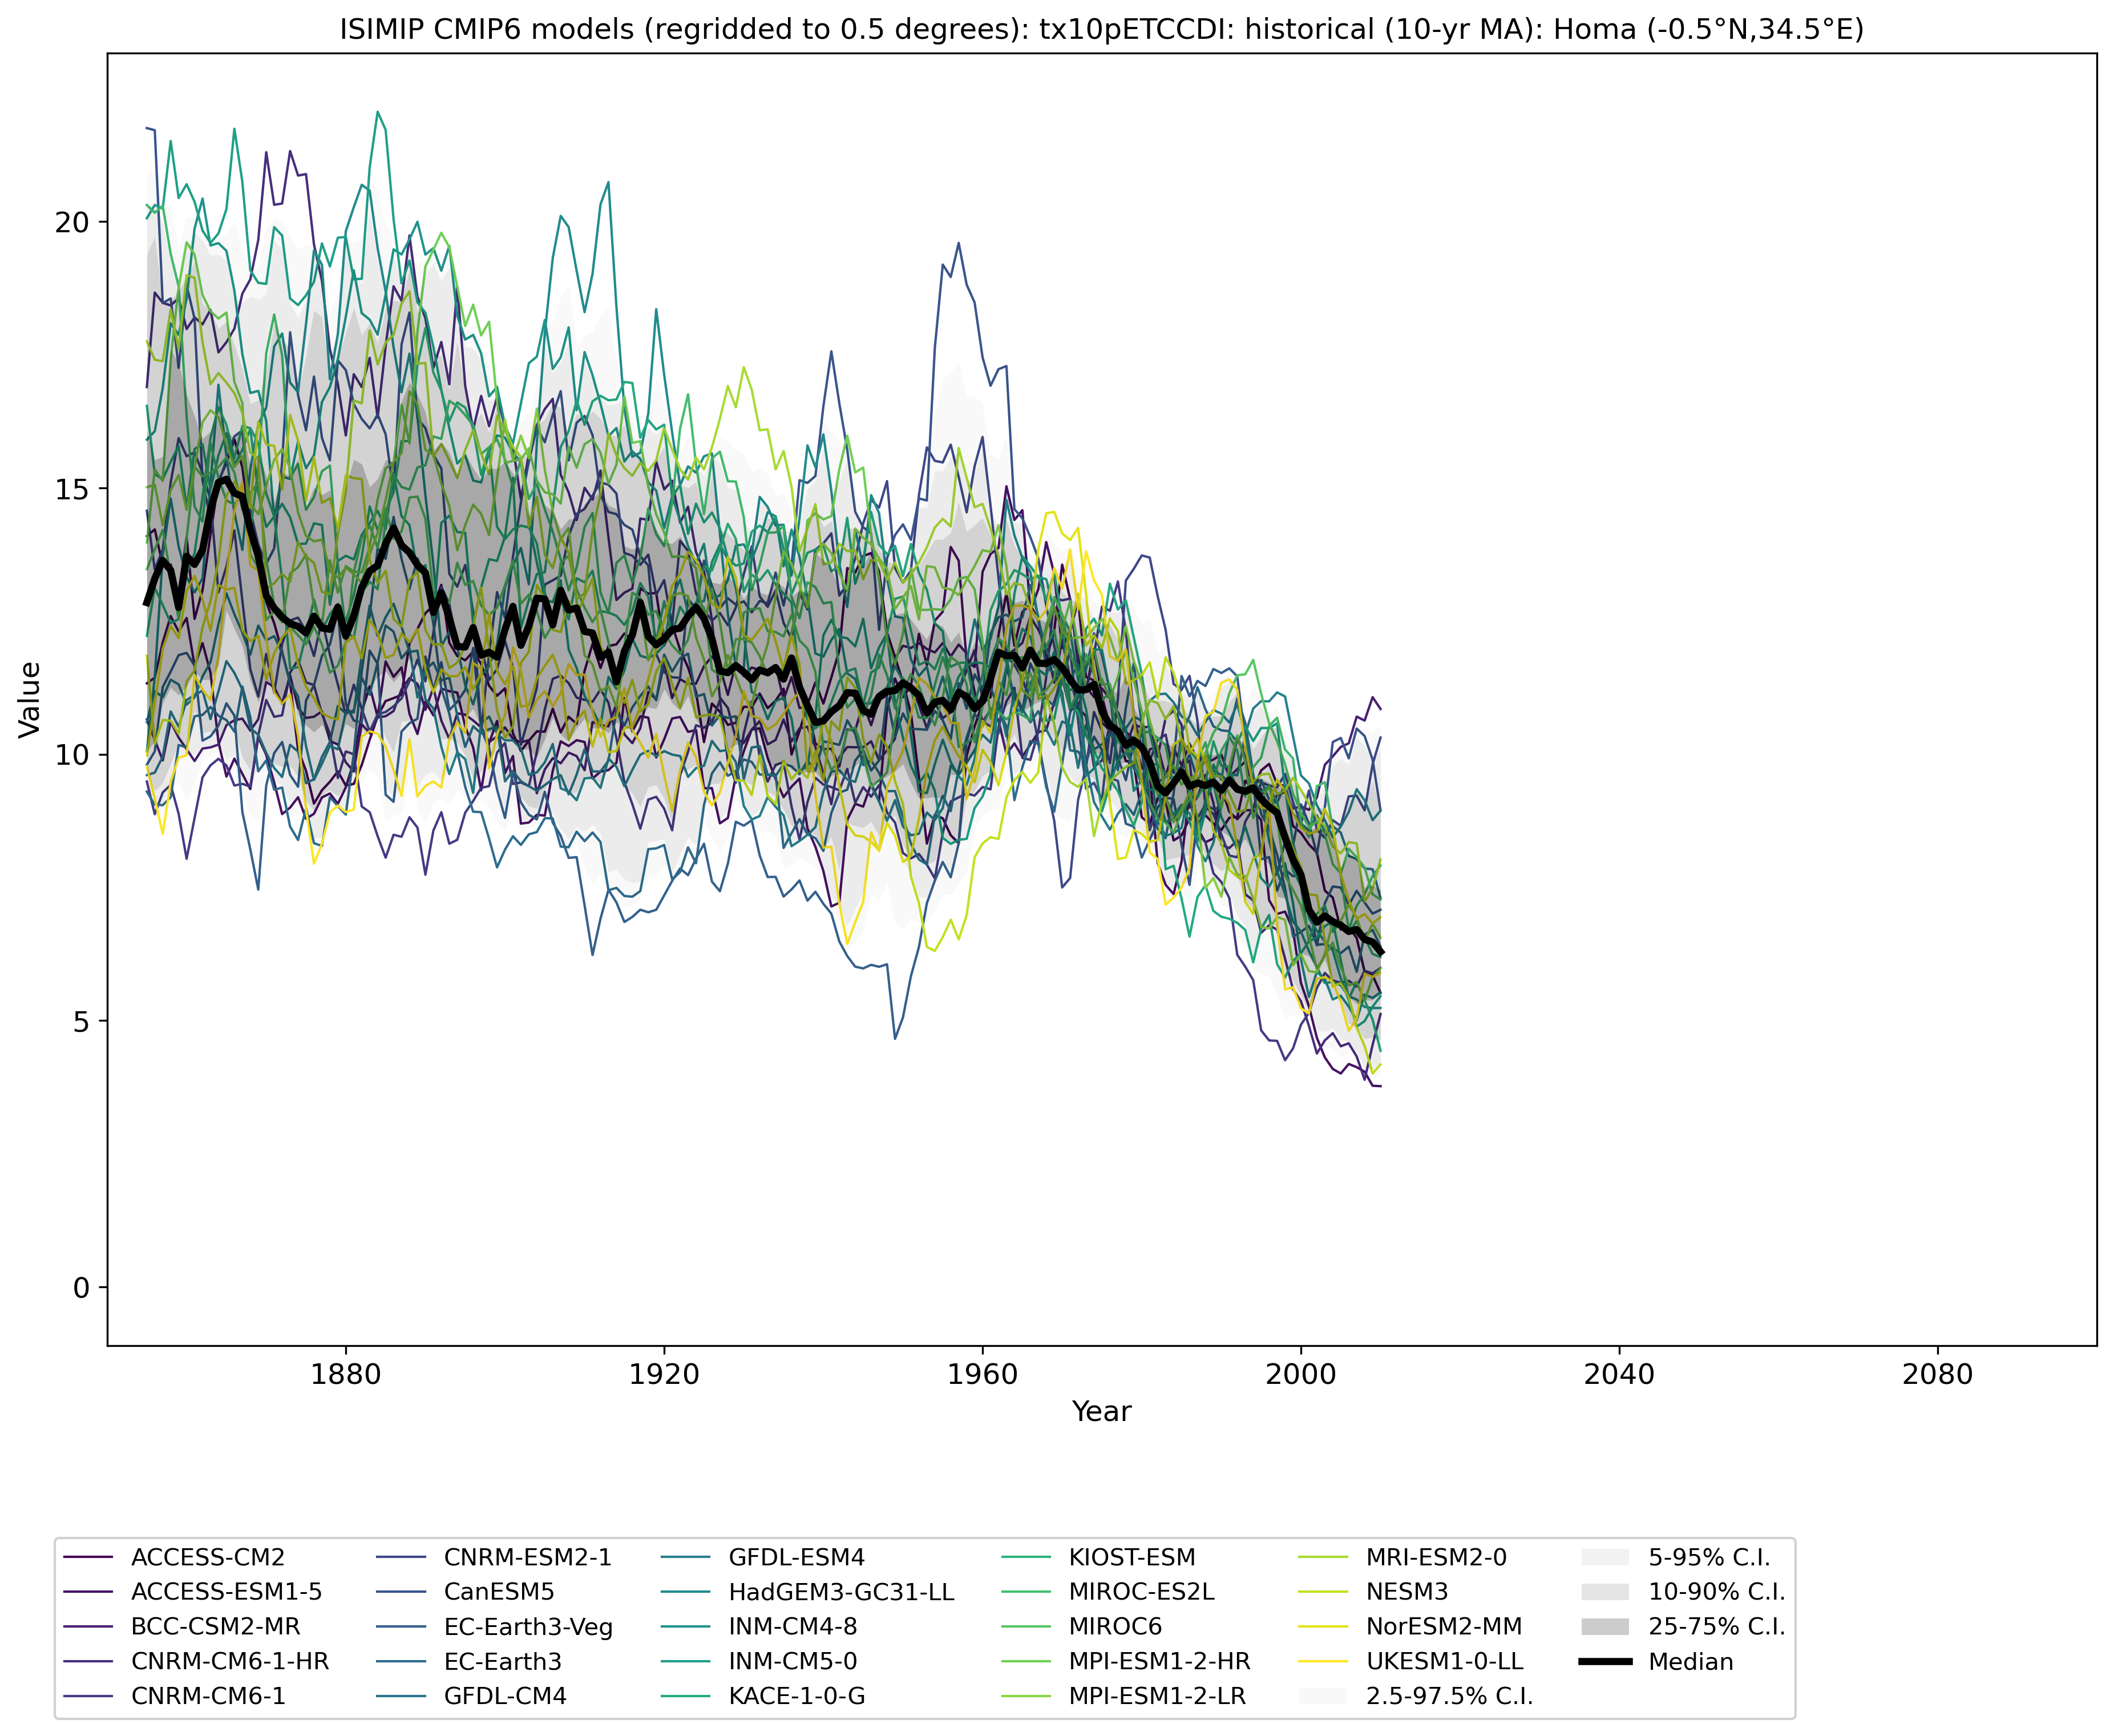 ISIMIP CMIP6 models (regridded to 0.5 degrees): tx10pETCCDI: historical (10-yr MA): Homa (-0.5°N,34.5°E)
Value
20
15
10
5
0
1880 1920 1960 2000 2040 2080
Year
ACCESS-CM2
ACCESS-ESM1-5
BCC-CSM2-MR
CNRM-CM6-1-HR
CNRM-CM6-1
CNRM-ESM2-1
CanESM5
EC-Earth3-Veg
EC-Earth3
GFDL-CM4
GFDL-ESM4
HadGEM3-GC31-LL
INM-CM4-8
INM-CM5-0
KACE-1-0-G
KIOST-ESM
MIROC-ES2L
MIROC6
MPI-ESM1-2-HR
MPI-ESM1-2-LR
MRI-ESM2-0
NESM3
NorESM2-MM
UKESM1-0-LL
2.5-97.5% C.I.
5-95% C.I.
10-90% C.I.
25-75% C.I.
Median